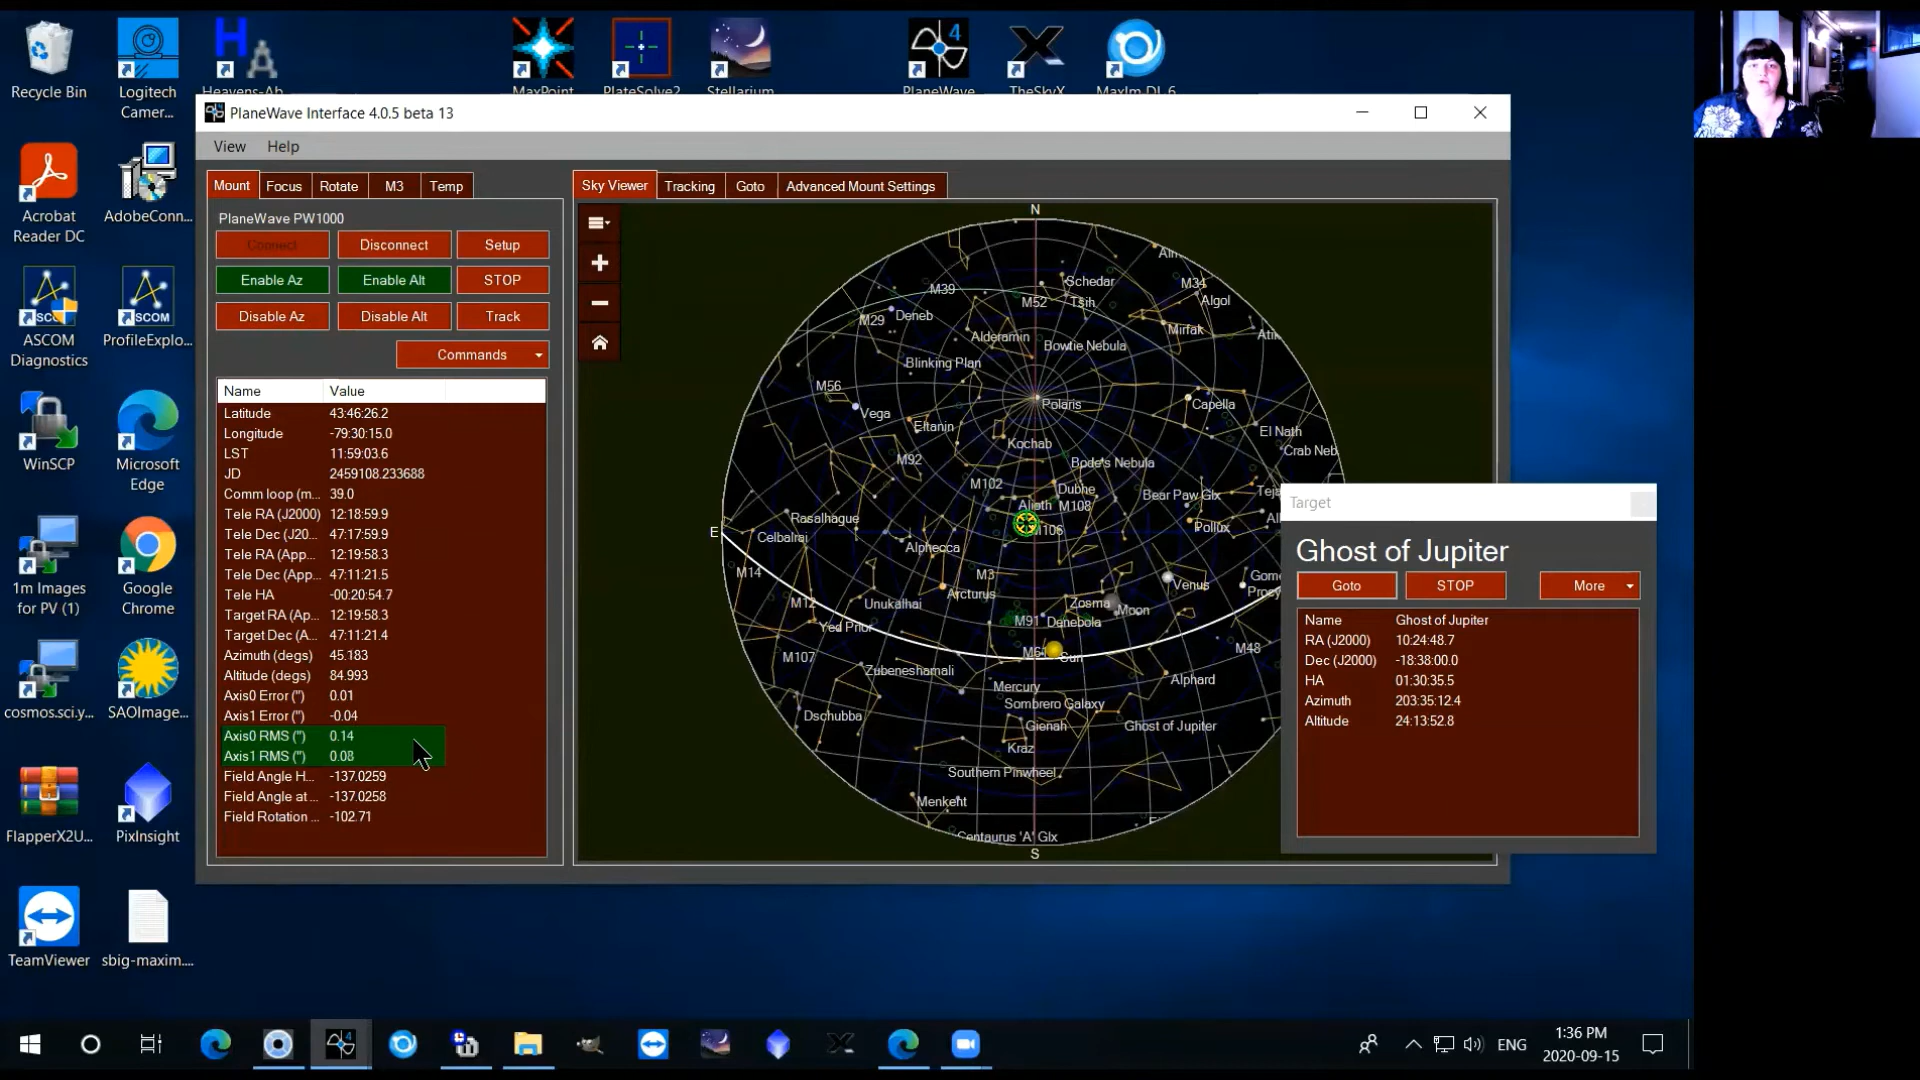 Recycle Bin
Logitech
Camer...
Heavens-Ab
MaxPoint
PlateSolve2
Stellarium
PlaneWave
TheSkyX
MaxIm DL 6
Acrobat
Reader DC
AdobeConn...
ASCOM
Diagnostics
ProfileExplo...
WinSCP
Microsoft
Edge
1m Images
for PV (1)
Google
Chrome
cosmos.sci.y...
SAOImage...
FlapperX2U...
PixInsight
TeamViewer
sbig-maxim....
PlaneWave Interface 4.0.5 beta 13
View Help
Mount Focus Rotate M3 Temp
PlaneWave PW1000
Connect Disconnect Setup
Enable Az Enable Alt STOP
Disable Az Disable Alt Track
Commands
Name Value
Latitude 43:46:26.2
Longitude -79:30:15.0
LST 11:59:03.6
JD 2459108.233688
Comm loop (m... 39.0
Tele RA (J2000) 12:18:59.9
Tele Dec (J20... 47:17:59.9
Tele RA (App... 12:19:58.3
Tele Dec (App... 47:11:21.5
Tele HA -00:20:54.7
Target RA (Ap... 12:19:58.3
Target Dec (A... 47:11:21.4
Azimuth (degs) 45.183
Altitude (degs) 84.993
Axis0 Error (") 0.01
Axis1 Error (") -0.04
Axis0 RMS (") 0.14
Axis1 RMS (") 0.08
Field Angle H... -137.0259
Field Angle at ... -137.0258
Field Rotation ... -102.71
Sky Viewer Tracking Goto Advanced Mount Settings
N
M39
Schedar
M34
M52
Tsih
Algol
M29
Deneb
Mirfak
Alderamin
Bowtie Nebula
Blinking Plan
M56
Vega
Polaris
Capella
Eltanin
Kochab
El Nath
Crab Neb
M92
Bode's Nebula
M102
Dubhe
Bear Paw Glx
Alioth
M108
Rasalhague
M106
Pollux
E
Celbalrai
Alphecca
M14
M3
Venus
Arcturus
M12
Unukalhai
Zosma
Moon
Yed Prior
M91
Denebola
M61
Sun
M48
M107
Zubeneshamali
Alphard
Mercury
Sombrero Galaxy
Dschubba
Gienah
Ghost of Jupiter
Kraz
Southern Pinwheel
Menkent
Centaurus 'A' Glx
S
Target
Ghost of Jupiter
Goto STOP More
Name Ghost of Jupiter
RA (J2000) 10:24:48.7
Dec (J2000) -18:38:00.0
HA 01:30:35.5
Azimuth 203:35:12.4
Altitude 24:13:52.8
ENG
1:36 PM
2020-09-15